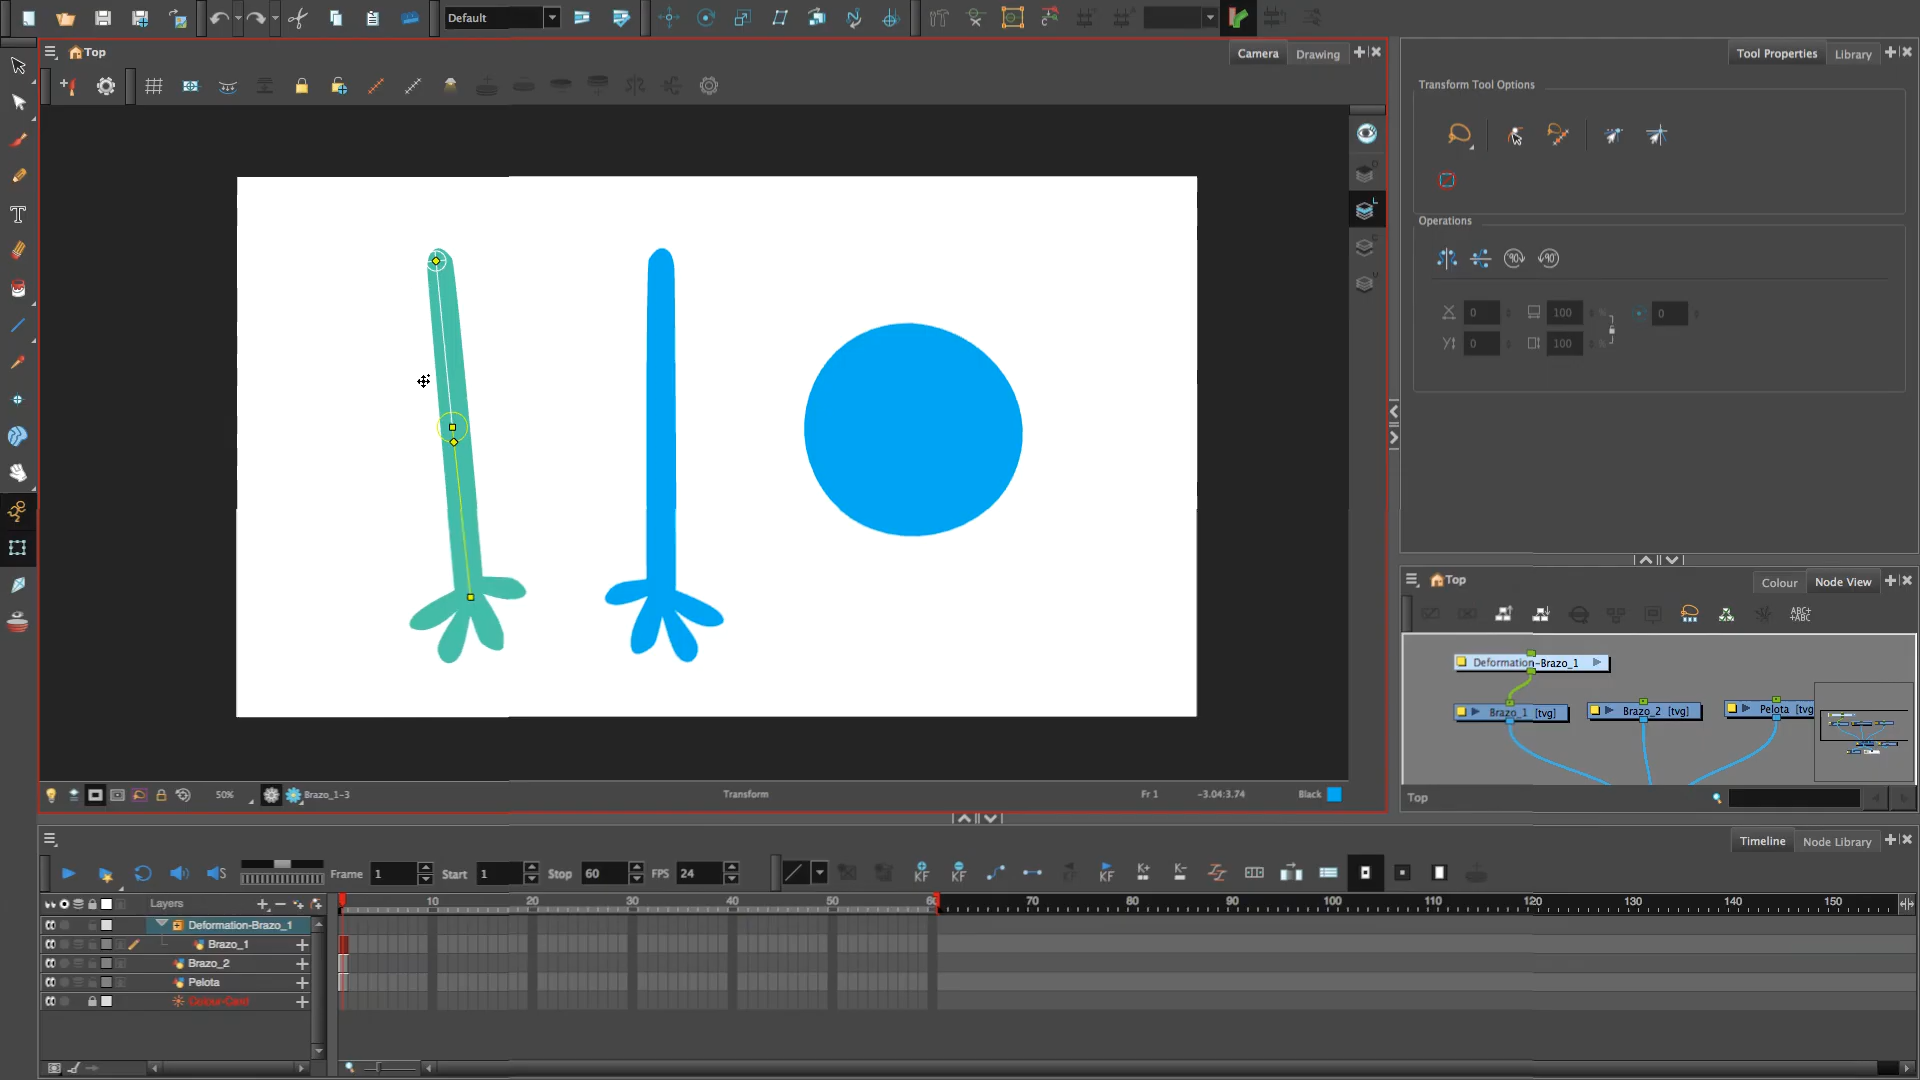 Default
Top
Camera
Drawing
Tool Properties
Library
Transform Tool Options
Operations
X 0 100 % 0
Y 0 100 %
Top
Colour
Node View
Deformation-Brazo_1
Brazo_1 [tvg]
Brazo_2 [tvg]
Pelota [tvg
Top
50%
Brazo_1-3
Transform
Fr 1
-3.04:3.74
Black
Timeline
Node Library
Frame 1 Start 1 Stop 60 FPS 24
KF KF KF K+ K-
Layers
10 20 30 40 50 60 70 80 90 100 110 120 130 140 150
Deformation-Brazo_1
Brazo_1
Brazo_2
Pelota
Colour-Card